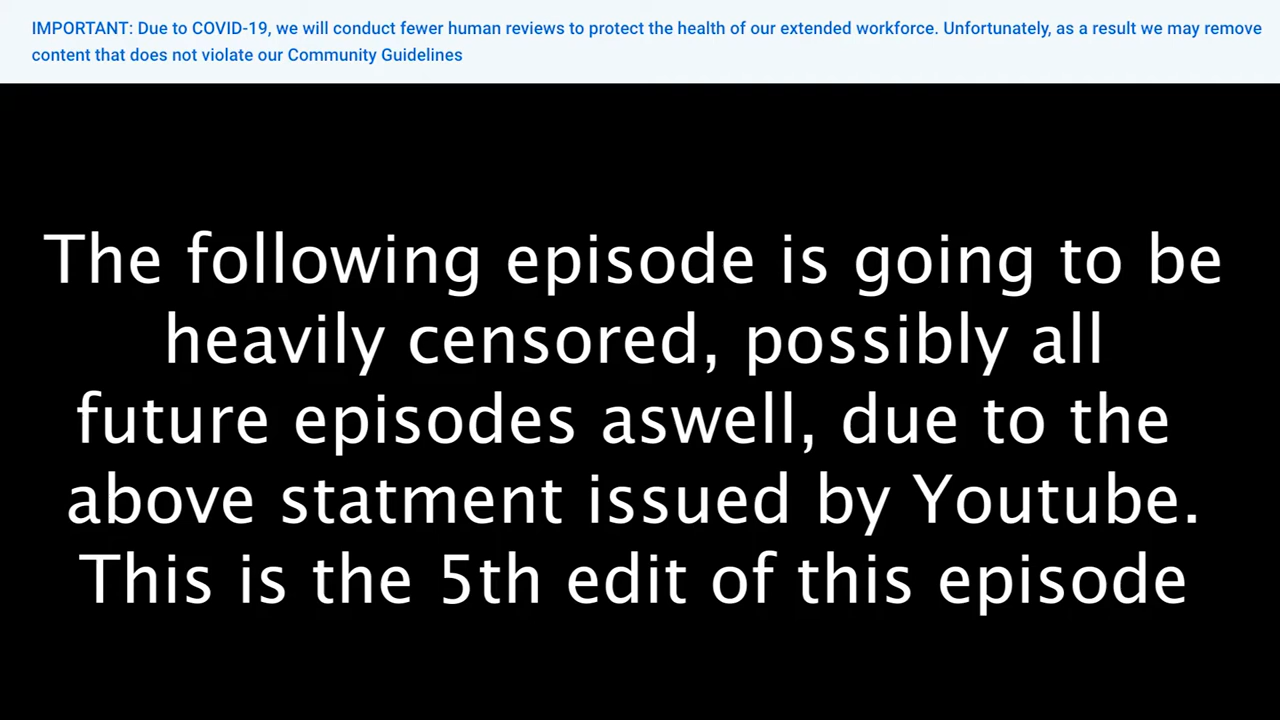 IMPORTANT: Due to COVID-19, we will conduct fewer human reviews to protect the health of our extended workforce. Unfortunately, as a result we may remove
content that does not violate our Community Guidelines
The following episode is going to be
heavily censored, possibly all
future episodes aswell, due to the
above statment issued by Youtube.
This is the 5th edit of this episode